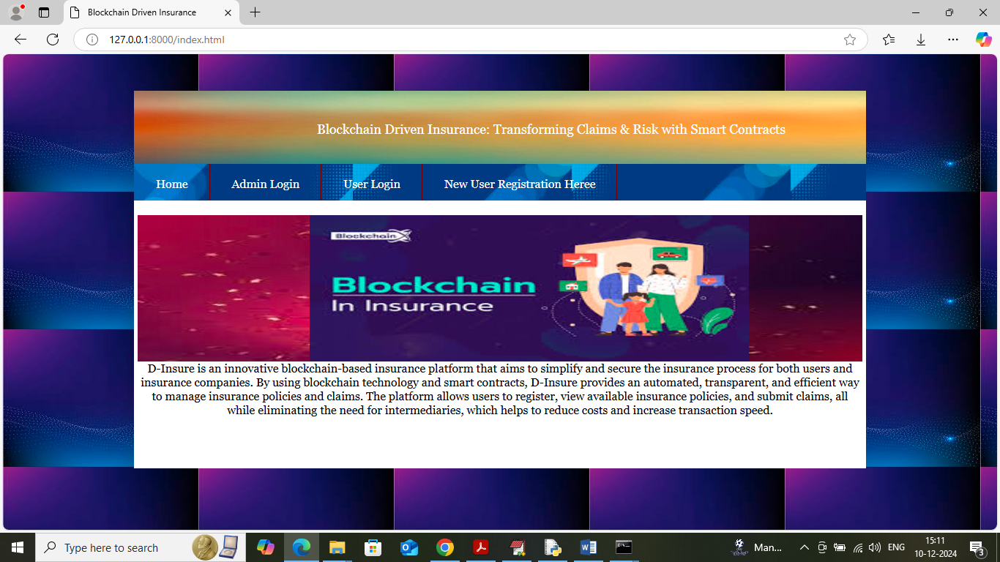 Blockchain Driven Insurance
127.0.0.1:8000/index.html
Blockchain Driven Insurance: Transforming Claims & Risk with Smart Contracts
Home
Admin Login
User Login
New User Registration Heree
BlockchainX
Blockchain
In Insurance
D-Insure is an innovative blockchain-based insurance platform that aims to simplify and secure the insurance process for both users and
insurance companies. By using blockchain technology and smart contracts, D-Insure provides an automated, transparent, and efficient way
to manage insurance policies and claims. The platform allows users to register, view available insurance policies, and submit claims, all
while eliminating the need for intermediaries, which helps to reduce costs and increase transaction speed.
Type here to search
Man...
ENG
15:11
10-12-2024
3